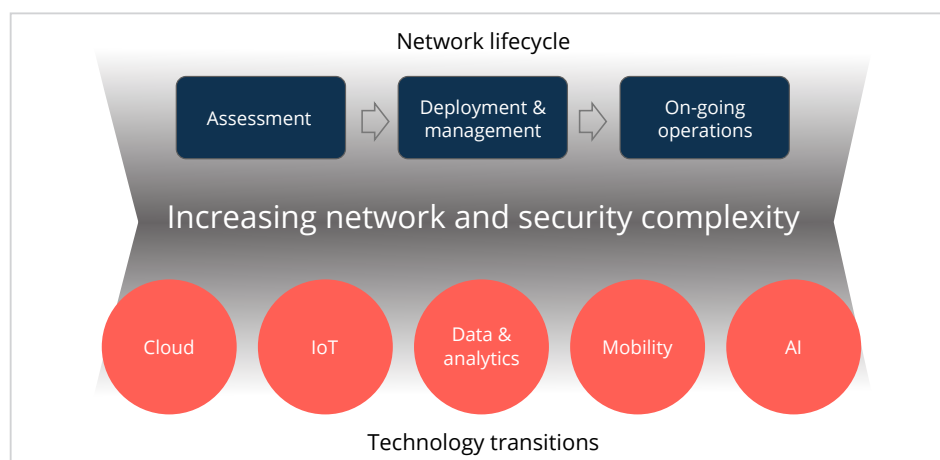 Network lifecycle
Assessment
Deployment &
management
On-going
operations
Increasing network and security complexity
Cloud
IoT
Data &
analytics
Mobility
AI
Technology transitions